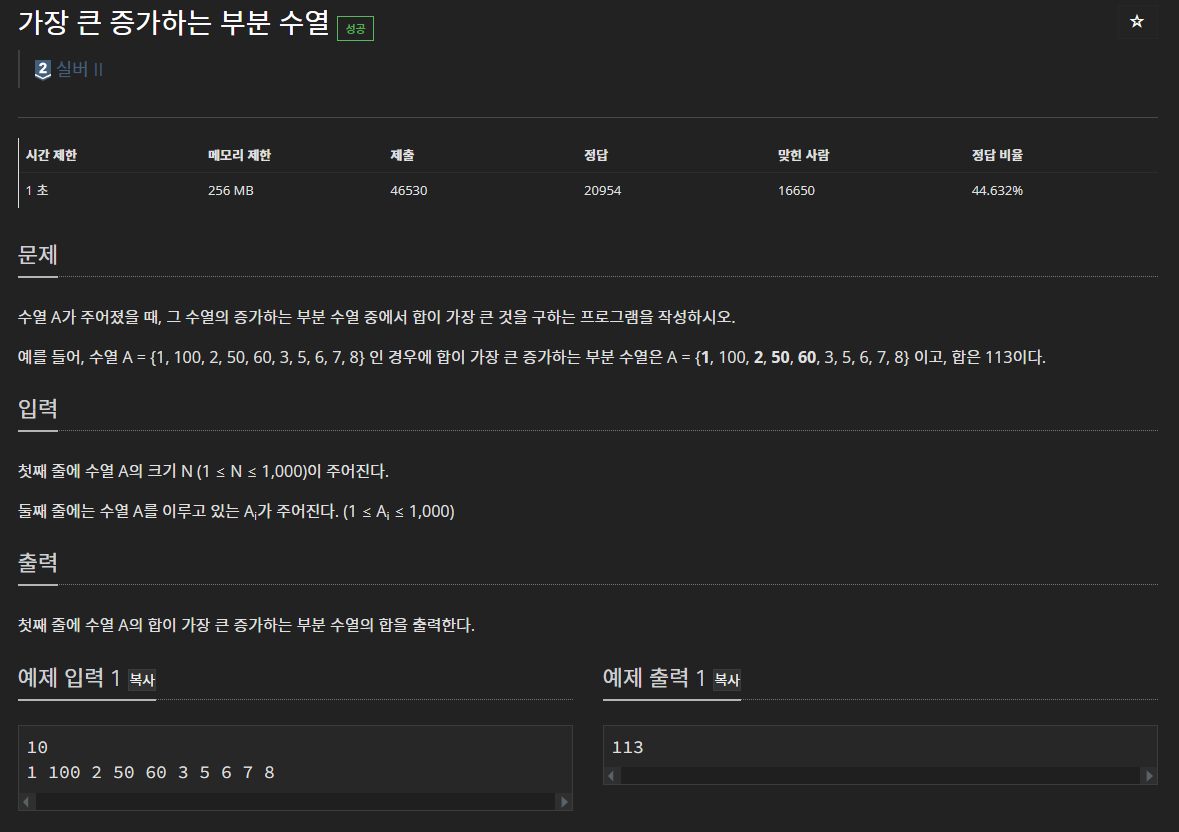 가장 큰 증가하는 부분 수열 성공
☆
2 실버 II
시간 제한 메모리 제한 제출 정답 맞힌 사람 정답 비율
1 초 256 MB 46530 20954 16650 44.632%
문제
수열 A가 주어졌을 때, 그 수열의 증가하는 부분 수열 중에서 합이 가장 큰 것을 구하는 프로그램을 작성하시오.
예를 들어, 수열 A = {1, 100, 2, 50, 60, 3, 5, 6, 7, 8} 인 경우에 합이 가장 큰 증가하는 부분 수열은 A = {1, 100, 2, 50, 60, 3, 5, 6, 7, 8} 이고, 합은 113이다.
입력
첫째 줄에 수열 A의 크기 N (1 ≤ N ≤ 1,000)이 주어진다.
둘째 줄에는 수열 A를 이루고 있는 Ai가 주어진다. (1 ≤ Ai ≤ 1,000)
출력
첫째 줄에 수열 A의 합이 가장 큰 증가하는 부분 수열의 합을 출력한다.
예제 입력 1 복사
10
1 100 2 50 60 3 5 6 7 8
예제 출력 1 복사
113